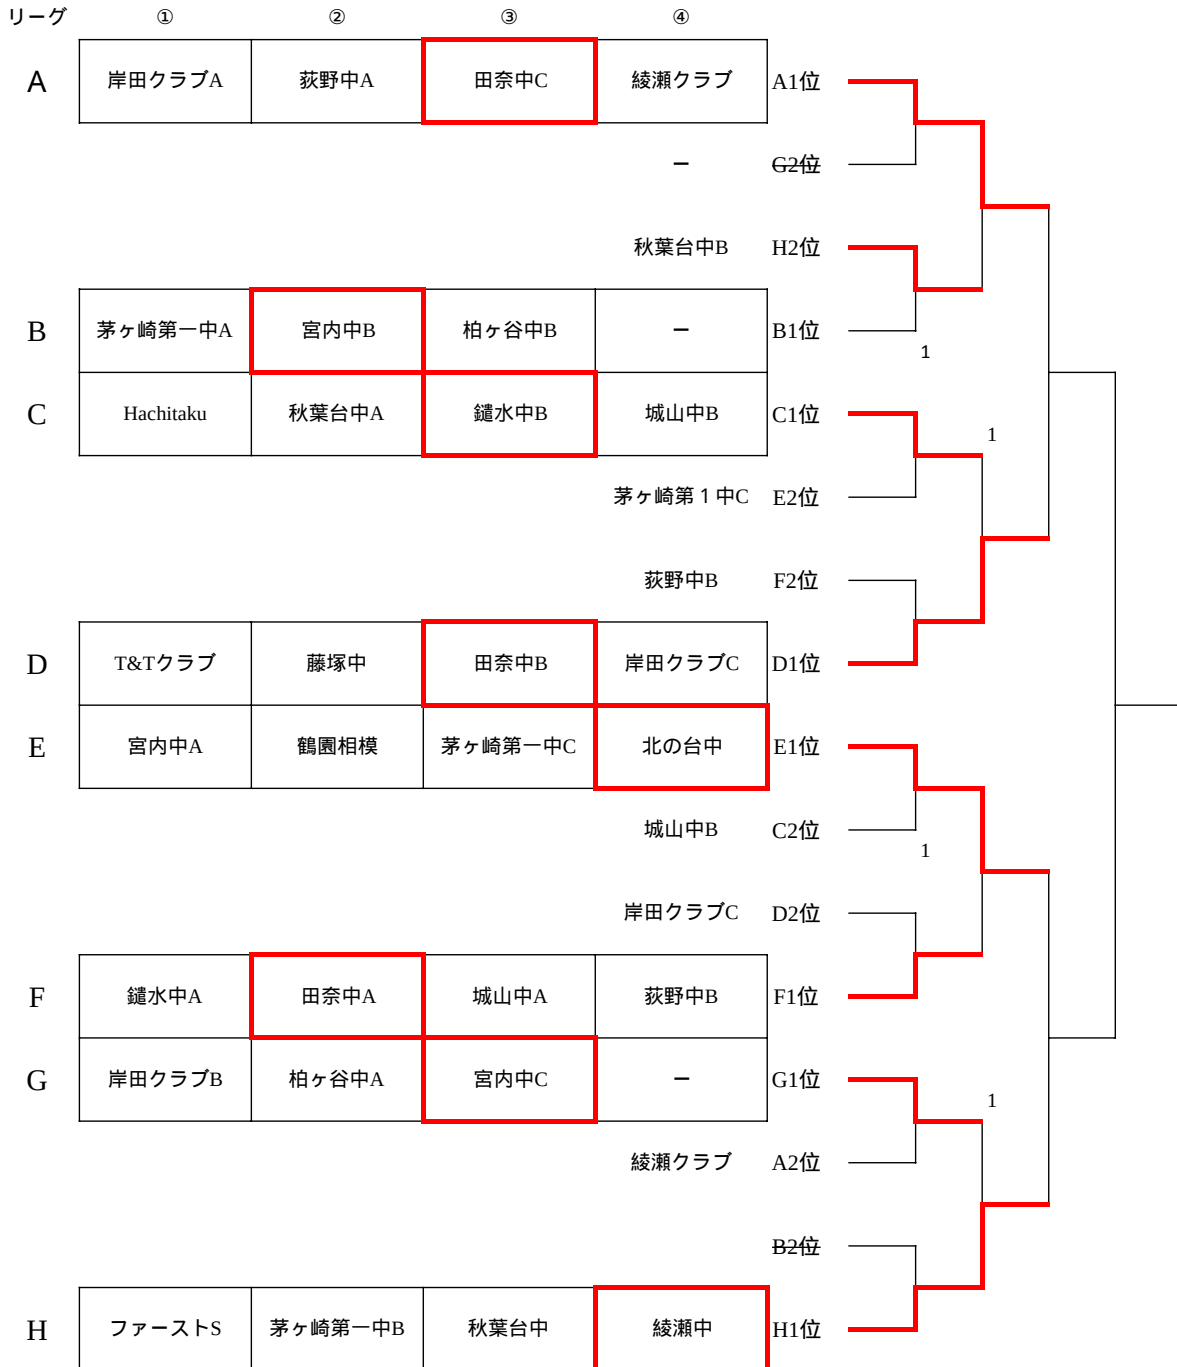 リーグ ① ② ③ ④
A 岸田クラブA 荻野中A 田奈中C 綾瀬クラブ A1位
ー G2位
秋葉台中B H2位
B 茅ヶ崎第一中A 宮内中B 柏ヶ谷中B ー B1位
1
C Hachitaku 秋葉台中A 鑓水中B 城山中B C1位
1
茅ヶ崎第１中C E2位
荻野中B F2位
D T&Tクラブ 藤塚中 田奈中B 岸田クラブC D1位
E 宮内中A 鶴園相模 茅ヶ崎第一中C 北の台中 E1位
城山中B C2位
1
岸田クラブC D2位
F 鑓水中A 田奈中A 城山中A 荻野中B F1位
G 岸田クラブB 柏ヶ谷中A 宮内中C ー G1位
1
綾瀬クラブ A2位
B2位
H ファーストS 茅ヶ崎第一中B 秋葉台中 綾瀬中 H1位